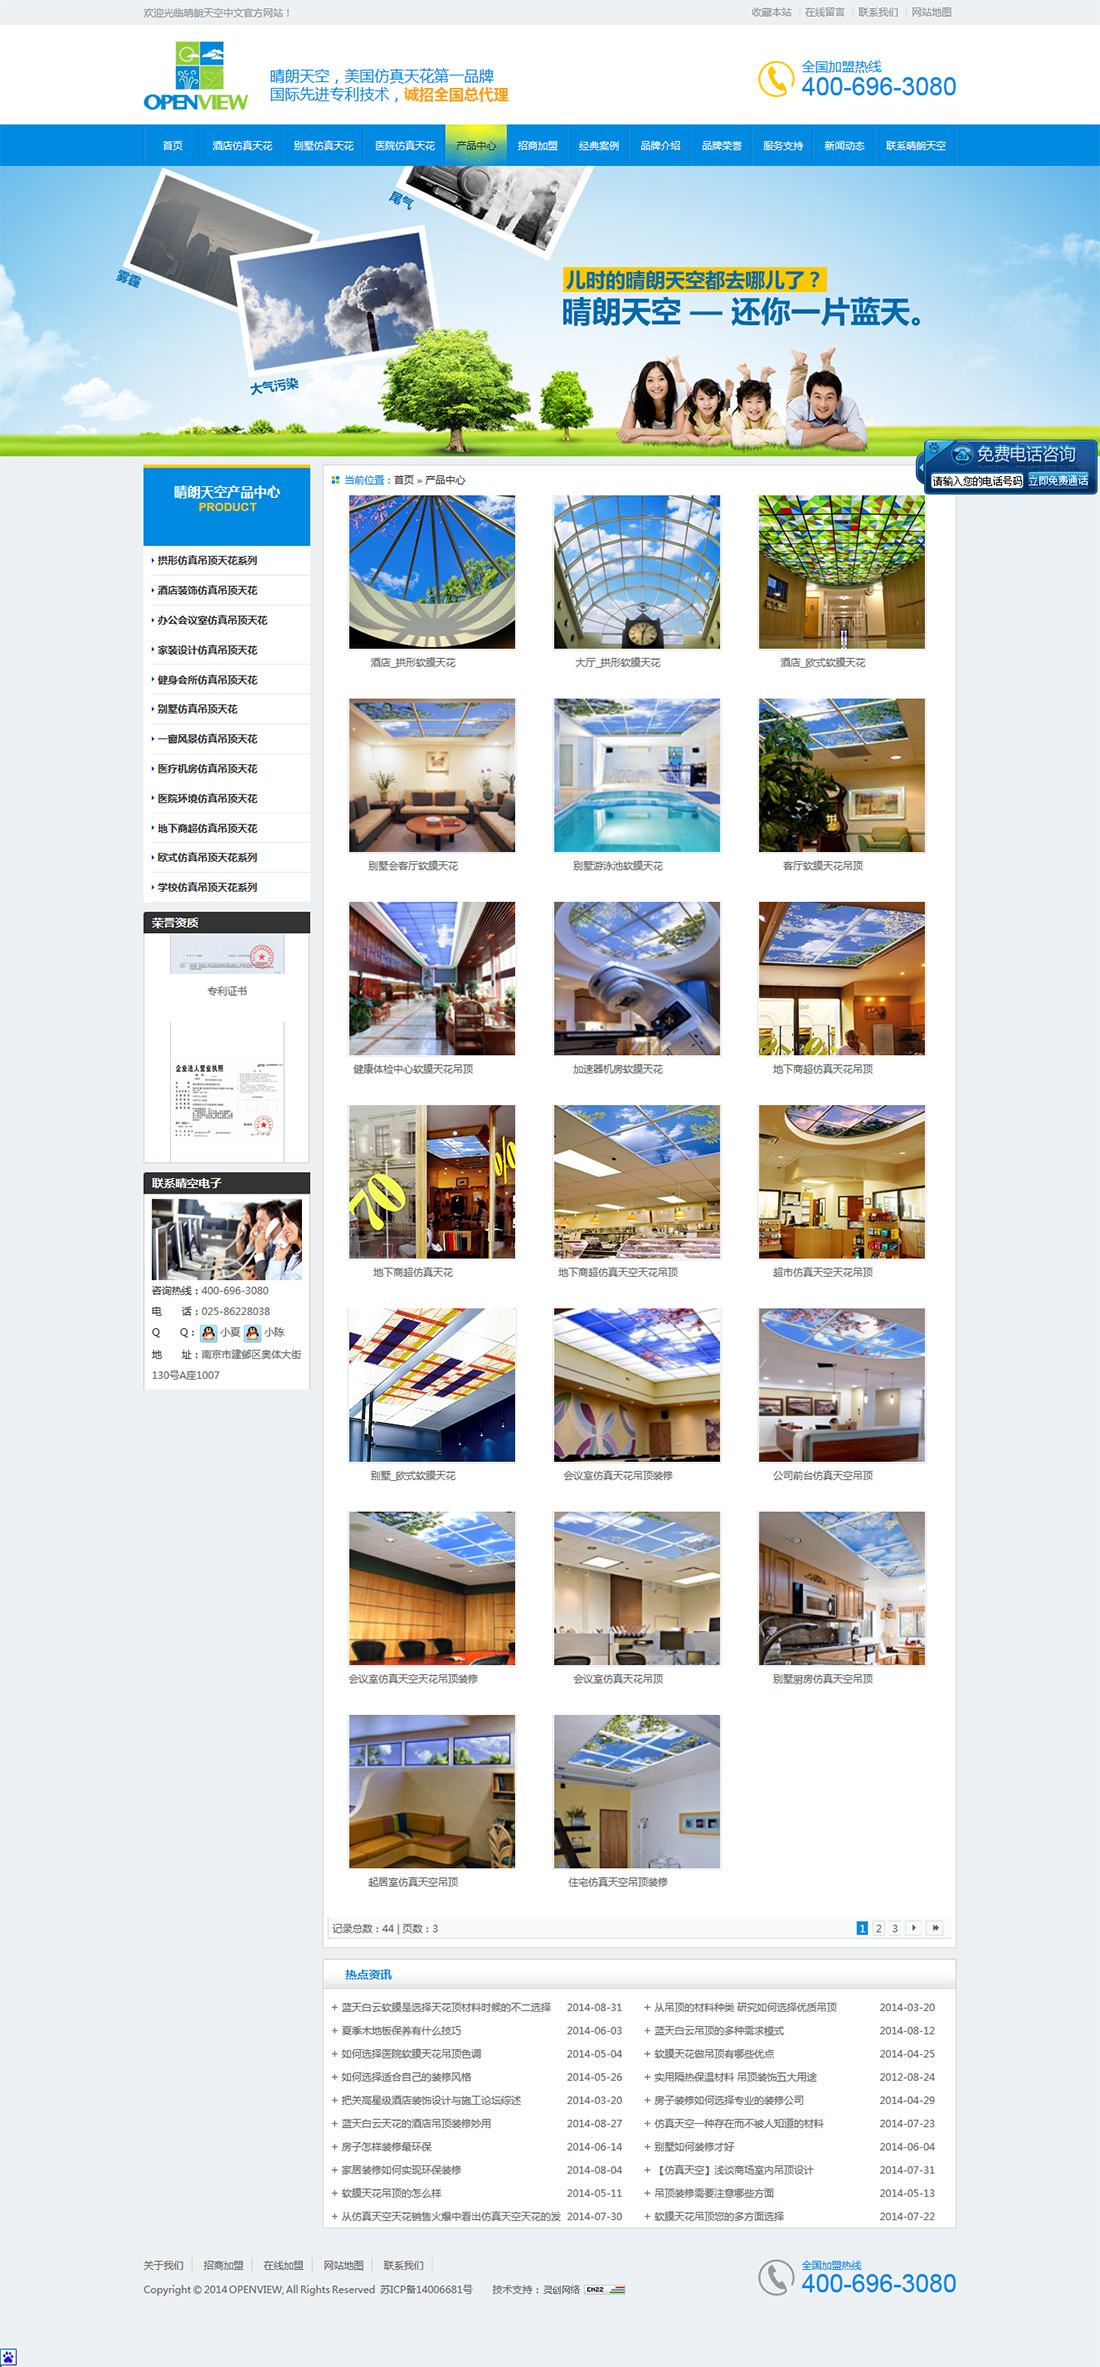 欢迎光临晴朗天空中文官方网站！
收藏本站 在线留言 联系我们 网站地图
OPENVIEW
晴朗天空，美国仿真天花第一品牌
国际先进专利技术，诚招全国总代理
全国加盟热线
400-696-3080
首页 酒店仿真天花 别墅仿真天花 医院仿真天花 产品中心 招商加盟 经典案例 品牌介绍 品牌荣誉 服务支持 新闻动态 联系晴朗天空
尾气
雾霾
大气污染
儿时的晴朗天空都去哪儿了？
晴朗天空 — 还你一片蓝天。
免费电话咨询
请输入您的电话号码 立即免费通话
晴朗天空产品中心
PRODUCT
拱形仿真吊顶天花系列
酒店装饰仿真吊顶天花
办公会议室仿真吊顶天花
家装设计仿真吊顶天花
健身会所仿真吊顶天花
别墅仿真吊顶天花
一窗风景仿真吊顶天花
医疗机房仿真吊顶天花
医院环境仿真吊顶天花
地下商超仿真吊顶天花
欧式仿真吊顶天花系列
学校仿真吊顶天花系列
荣誉资质
专利证书
企业法人营业执照
联系晴空电子
咨询热线：400-696-3080
电 话：025-86228038
Q Q： 小夏 小陈
地 址：南京市建邺区奥体大街
130号A座1007
当前位置：首页 » 产品中心
酒店_拱形软膜天花 大厅_拱形软膜天花 酒店_欧式软膜天花
别墅会客厅软膜天花 别墅游泳池软膜天花 客厅软膜天花吊顶
健康体检中心软膜天花吊顶 加速器机房软膜天花 地下商超仿真天花吊顶
70 %
地下商超仿真天花 地下商超仿真天空天花吊顶 超市仿真天空天花吊顶
别墅_欧式软膜天花 会议室仿真天花吊顶装修 公司前台仿真天空吊顶
会议室仿真天空天花吊顶装修 会议室仿真天花吊顶 别墅厨房仿真天空吊顶
起居室仿真天空吊顶 住宅仿真天空吊顶装修
记录总数：44 | 页数：3
1 2 3
热点资讯
+ 蓝天白云软膜是选择天花顶材料时候的不二选择 2014-08-31 + 从吊顶的材料种类 研究如何选择优质吊顶 2014-03-20
+ 夏季木地板保养有什么技巧 2014-06-03 + 蓝天白云吊顶的多种需求模式 2014-08-12
+ 如何选择医院软膜天花吊顶色调 2014-05-04 + 软膜天花做吊顶有哪些优点 2014-04-25
+ 如何选择适合自己的装修风格 2014-05-26 + 实用隔热保温材料 吊顶装饰五大用途 2012-08-24
+ 把关高星级酒店装饰设计与施工论坛综述 2014-03-20 + 房子装修如何选择专业的装修公司 2014-04-29
+ 蓝天白云天花的酒店吊顶装修妙用 2014-08-27 + 仿真天空一种存在而不被人知道的材料 2014-07-23
+ 房子怎样装修最环保 2014-06-14 + 别墅如何装修才好 2014-06-04
+ 家居装修如何实现环保装修 2014-08-04 + 【仿真天空】浅谈商场室内吊顶设计 2014-07-31
+ 软膜天花吊顶的怎么样 2014-05-11 + 吊顶装修需要注意哪些方面 2014-05-13
+ 从仿真天空天花销售火爆中看出仿真天空天花的发 2014-07-30 + 软膜天花吊顶您的多方面选择 2014-07-22
关于我们 招商加盟 在线加盟 网站地图 联系我们
Copyright © 2014 OPENVIEW, All Rights Reserved 苏ICP备14006681号 技术支持：灵创网络 CNZZ
全国加盟热线
400-696-3080